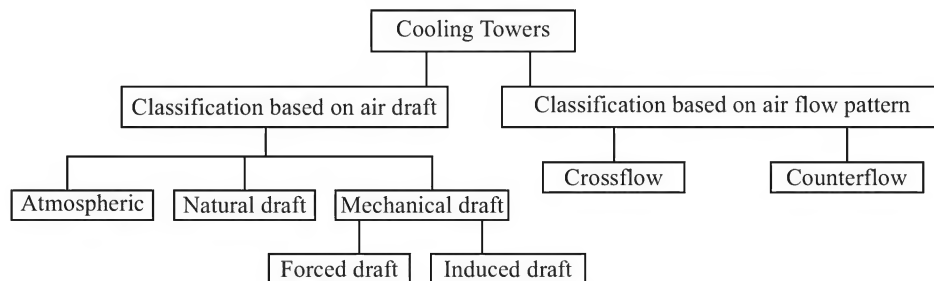 Cooling Towers
Classification based on air draft
Classification based on air flow pattern
Crossflow
Counterflow
Atmospheric
Natural draft
Mechanical draft
Forced draft
Induced draft